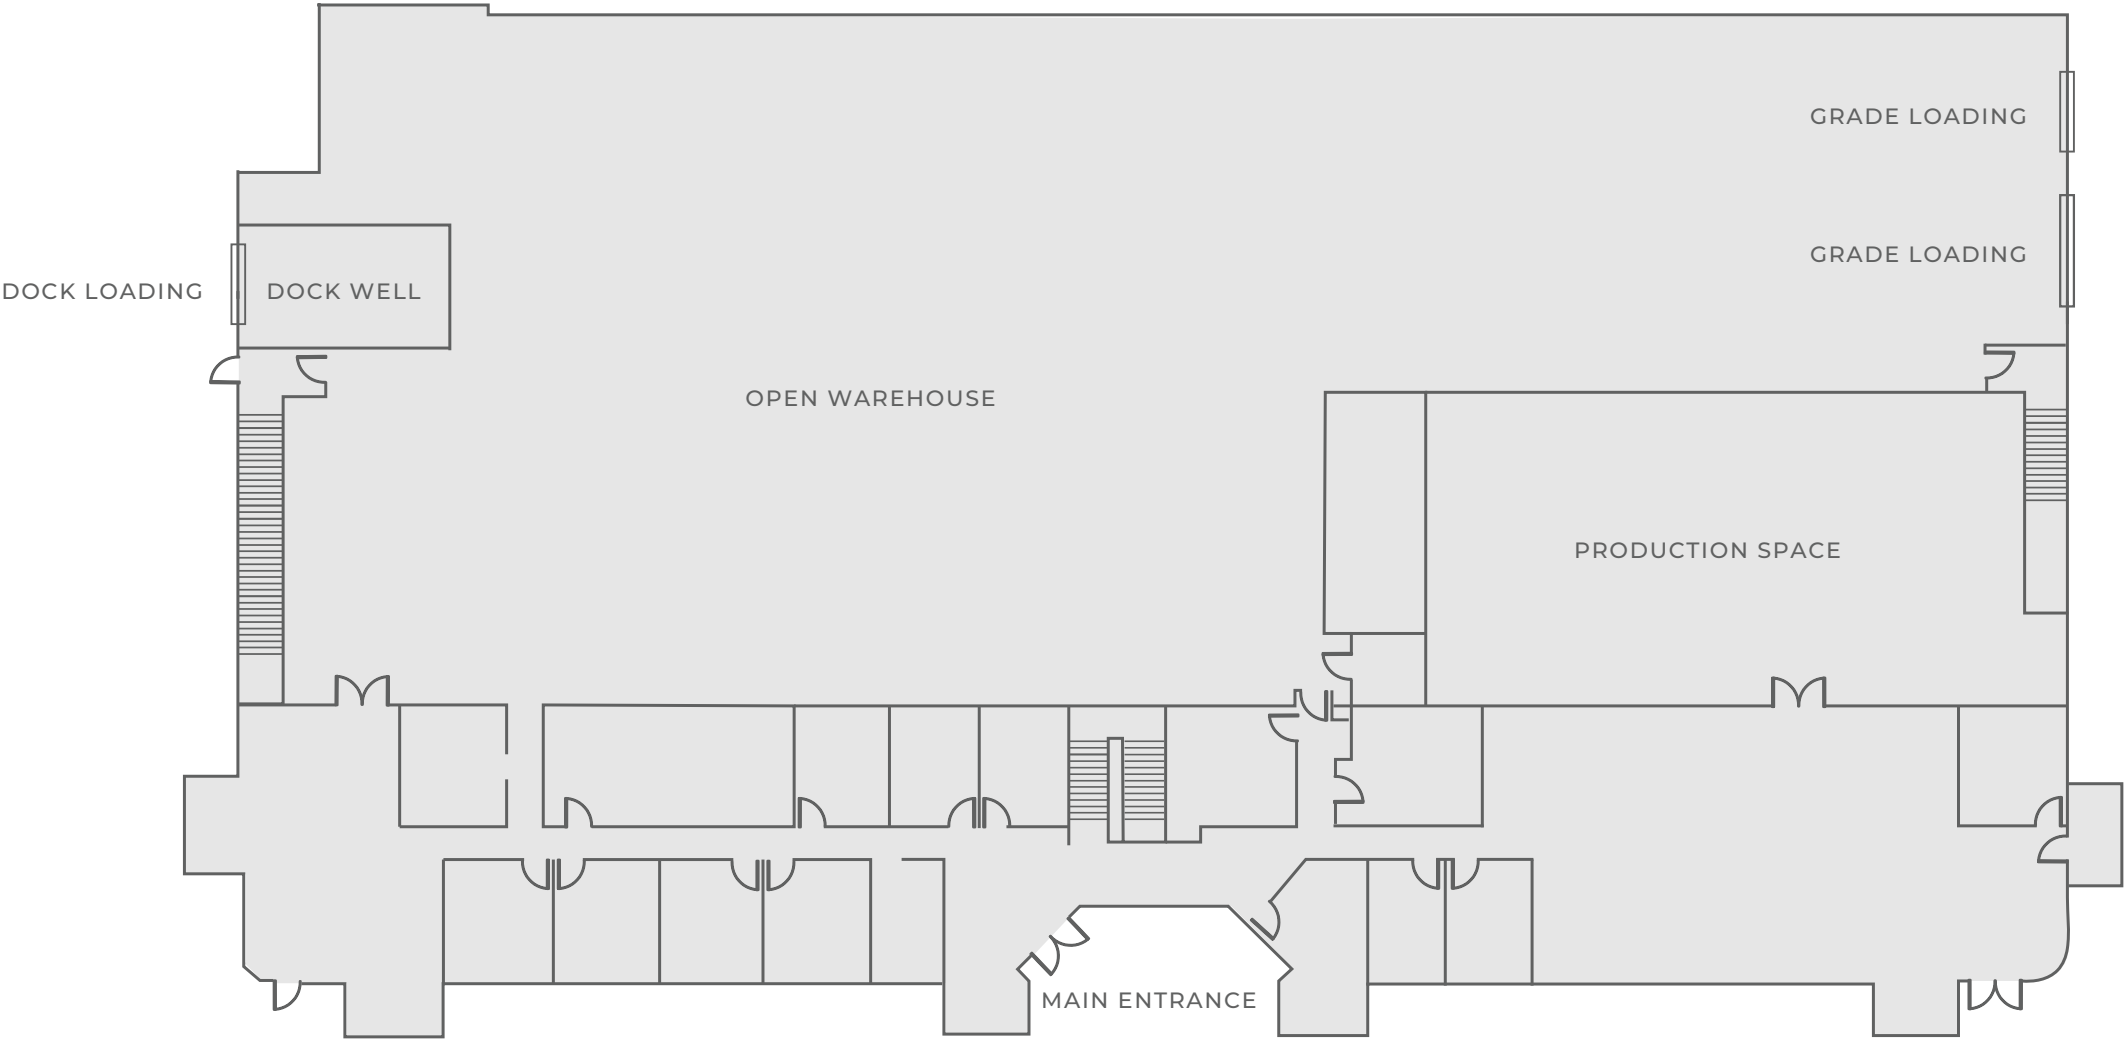 GRADE LOADING
GRADE LOADING
DOCK LOADING
DOCK WELL
OPEN WAREHOUSE
PRODUCTION SPACE
MAIN ENTRANCE